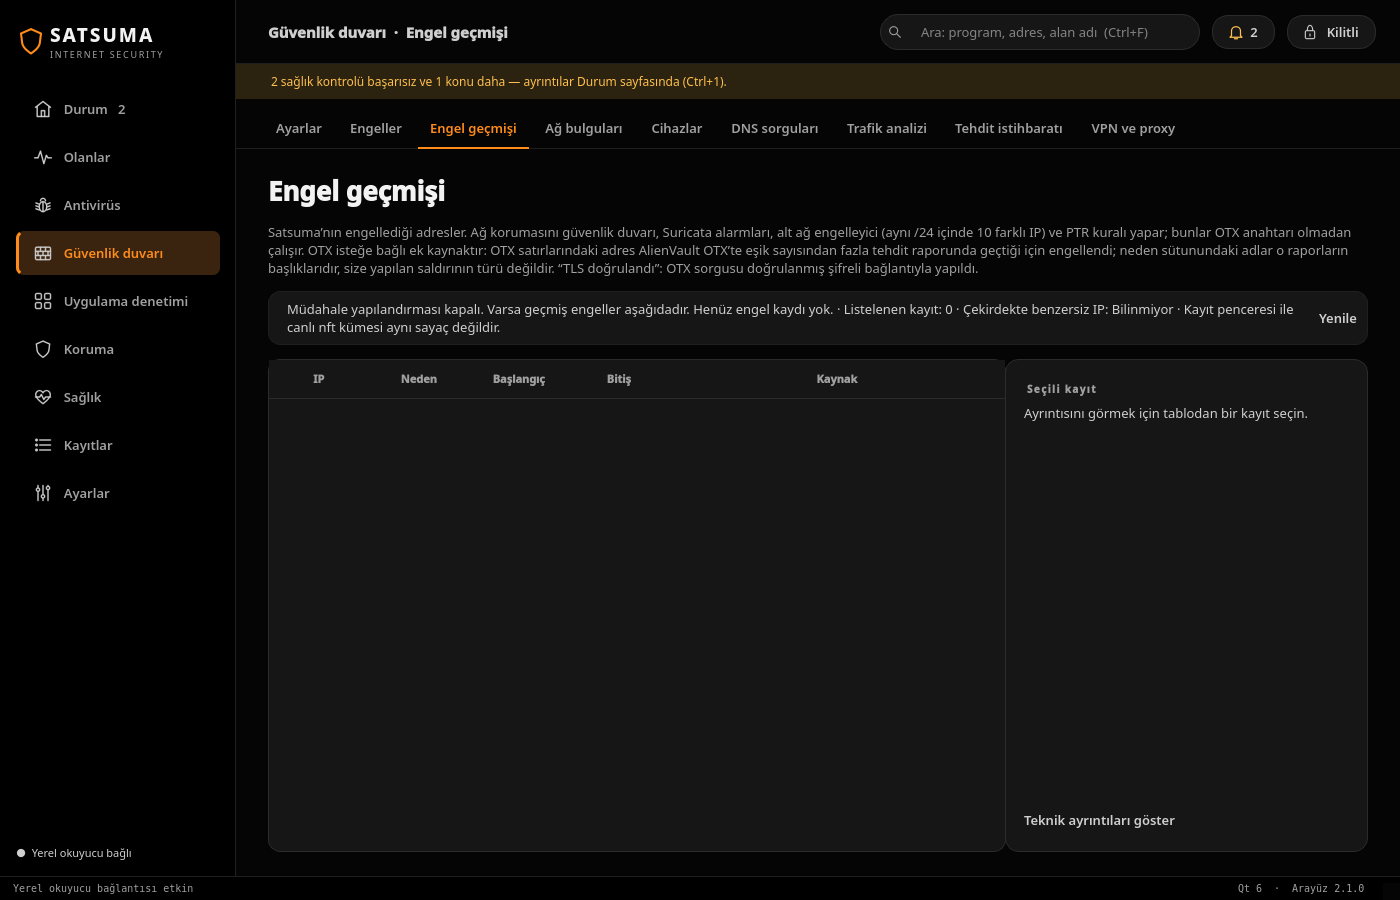 SATSUMA
INTERNET SECURITY
Durum 2
Olanlar
Antivirüs
Güvenlik duvarı
Uygulama denetimi
Koruma
Sağlık
Kayıtlar
Ayarlar
Yerel okuyucu bağlı
Güvenlik duvarı · Engel geçmişi
Ara: program, adres, alan adı (Ctrl+F)
2
Kilitli
2 sağlık kontrolü başarısız ve 1 konu daha — ayrıntılar Durum sayfasında (Ctrl+1).
Ayarlar Engeller Engel geçmişi Ağ bulguları Cihazlar DNS sorguları Trafik analizi Tehdit istihbaratı VPN ve proxy
Engel geçmişi
Satsuma’nın engellediği adresler. Ağ korumasını güvenlik duvarı, Suricata alarmları, alt ağ engelleyici (aynı /24 içinde 10 farklı IP) ve PTR kuralı yapar; bunlar OTX anahtarı olmadan
çalışır. OTX isteğe bağlı ek kaynaktır: OTX satırlarındaki adres AlienVault OTX’te eşik sayısından fazla tehdit raporunda geçtiği için engellendi; neden sütunundaki adlar o raporların
başlıklarıdır, size yapılan saldırının türü değildir. “TLS doğrulandı”: OTX sorgusu doğrulanmış şifreli bağlantıyla yapıldı.
Müdahale yapılandırması kapalı. Varsa geçmiş engeller aşağıdadır. Henüz engel kaydı yok. · Listelenen kayıt: 0 · Çekirdekte benzersiz IP: Bilinmiyor · Kayıt penceresi ile
canlı nft kümesi aynı sayaç değildir.
Yenile
IP Neden Başlangıç Bitiş Kaynak
Seçili kayıt
Ayrıntısını görmek için tablodan bir kayıt seçin.
Teknik ayrıntıları göster
Yerel okuyucu bağlantısı etkin
Qt 6 · Arayüz 2.1.0